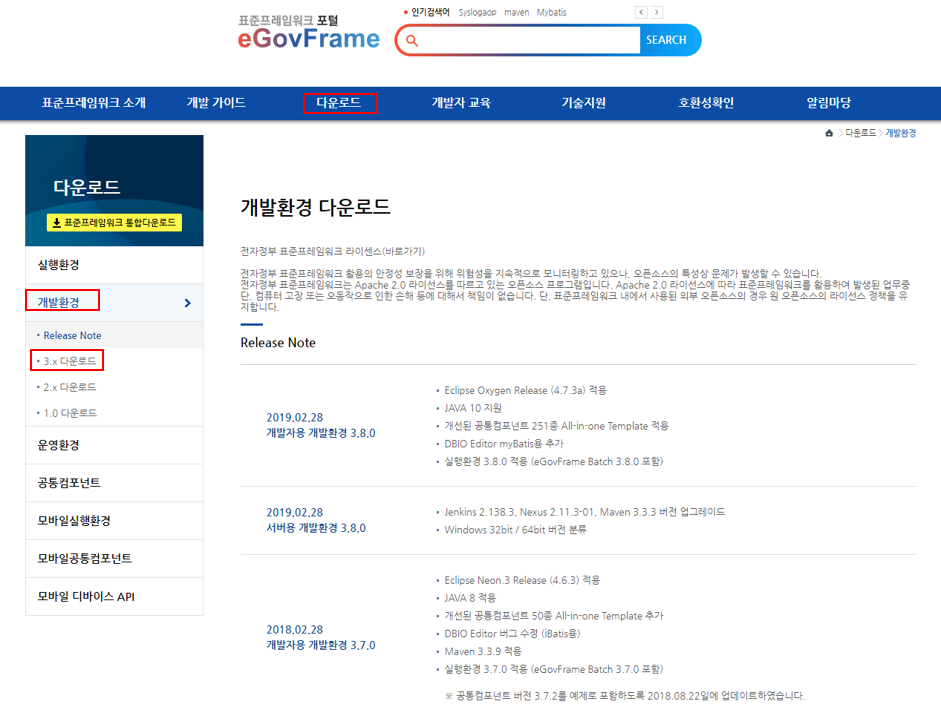 표준프레임워크 포털
eGovFrame
인기검색어 Syslogaop maven Mybatis
SEARCH
표준프레임워크 소개 개발 가이드 다운로드 개발자 교육 기술지원 호환성확인 알림마당
다운로드 개발환경
다운로드
표준프레임워크 통합다운로드
실행환경
개발환경
Release Note
3.x 다운로드
2.x 다운로드
1.0 다운로드
운영환경
공통컴포넌트
모바일실행환경
모바일공통컴포넌트
모바일 디바이스 API
개발환경 다운로드
전자정부 표준프레임워크 라이센스(바로가기)
전자정부 표준프레임워크 활용의 안정성 보장을 위해 위험성을 지속적으로 모니터링하고 있으나, 오픈소스의 특성상 문제가 발생할 수 있습니다.
전자정부 표준프레임워크는 Apache 2.0 라이선스를 따르고 있는 오픈소스 프로그램입니다. Apache 2.0 라이선스에 따라 표준프레임워크를 활용하여 발생된 업무중
단, 컴퓨터 고장 또는 오동작으로 인한 손해 등에 대해서 책임이 없습니다. 단, 표준프레임워크 내에서 사용된 외부 오픈소스의 경우 원 오픈소스의 라이선스 정책을 유
지합니다.
Release Note
2019.02.28
개발자용 개발환경 3.8.0
• Eclipse Oxygen Release (4.7.3a) 적용
• JAVA 10 지원
• 개선된 공통컴포넌트 251종 All-in-one Template 적용
• DBIO Editor myBatis용 추가
• 실행환경 3.8.0 적용 (eGovFrame Batch 3.8.0 포함)
2019.02.28
서버용 개발환경 3.8.0
• Jenkins 2.138.3, Nexus 2.11.3-01, Maven 3.3.3 버전 업그레이드
• Windows 32bit / 64bit 버전 분류
2018.02.28
개발자용 개발환경 3.7.0
• Eclipse Neon.3 Release (4.6.3) 적용
• JAVA 8 적용
• 개선된 공통컴포넌트 50종 All-in-one Template 추가
• DBIO Editor 버그 수정 (iBatis용)
• Maven 3.3.9 적용
• 실행환경 3.7.0 적용 (eGovFrame Batch 3.7.0 포함)
※ 공통컴포넌트 버전 3.7.2를 예제로 포함하도록 2018.08.22일에 업데이트하였습니다.